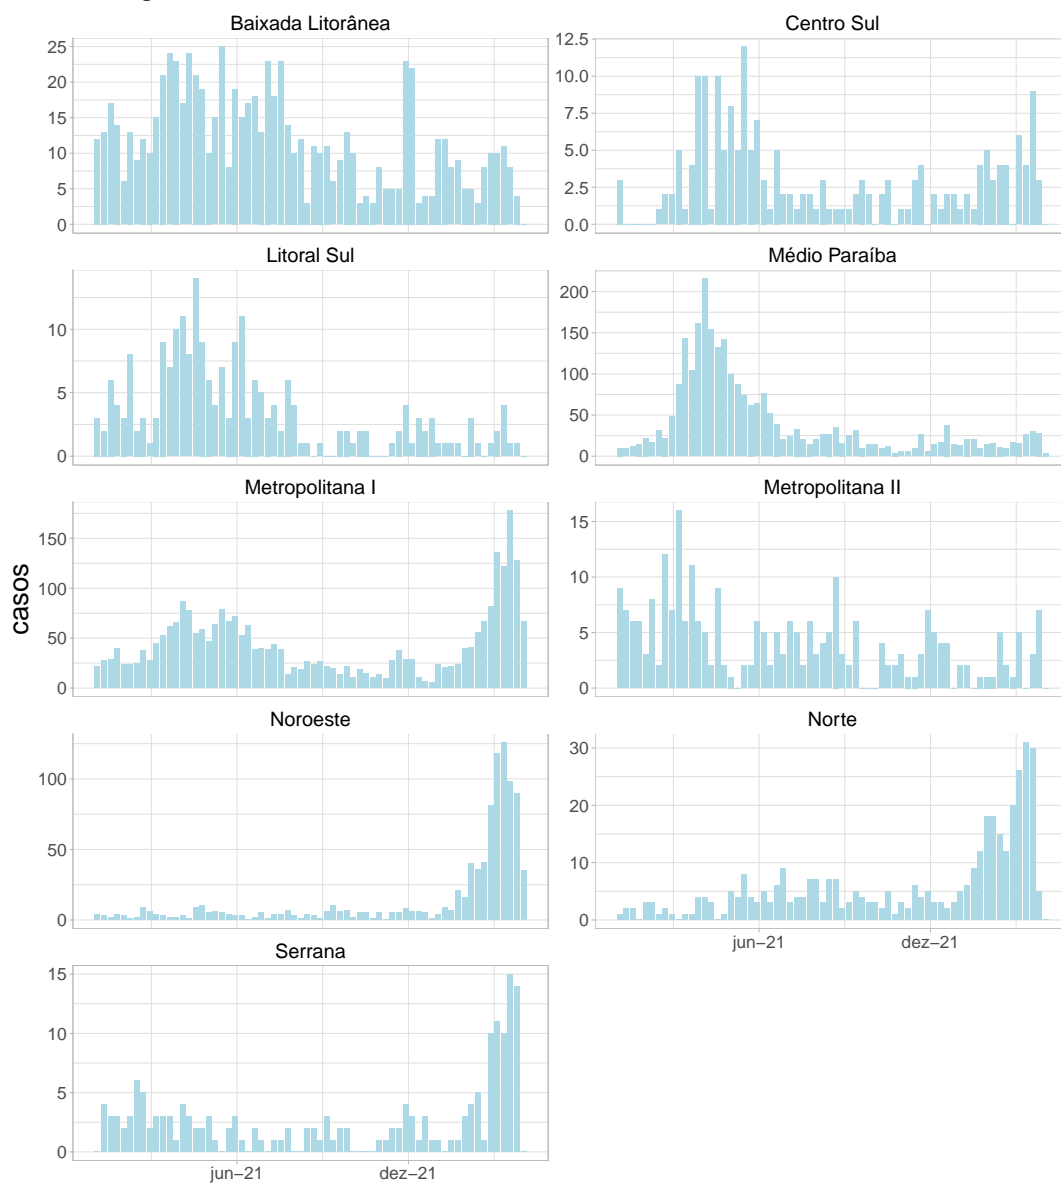 Baixada Litorânea
25
20
15
10
5
0
Centro Sul
12.5
10.0
7.5
5.0
2.5
0.0
Litoral Sul
10
5
0
Médio Paraíba
200
150
100
50
0
Metropolitana I
150
100
50
0
Metropolitana II
15
10
5
0
casos
Noroeste
100
50
0
Norte
30
20
10
0
jun–21
dez–21
Serrana
15
10
5
0
jun–21
dez–21